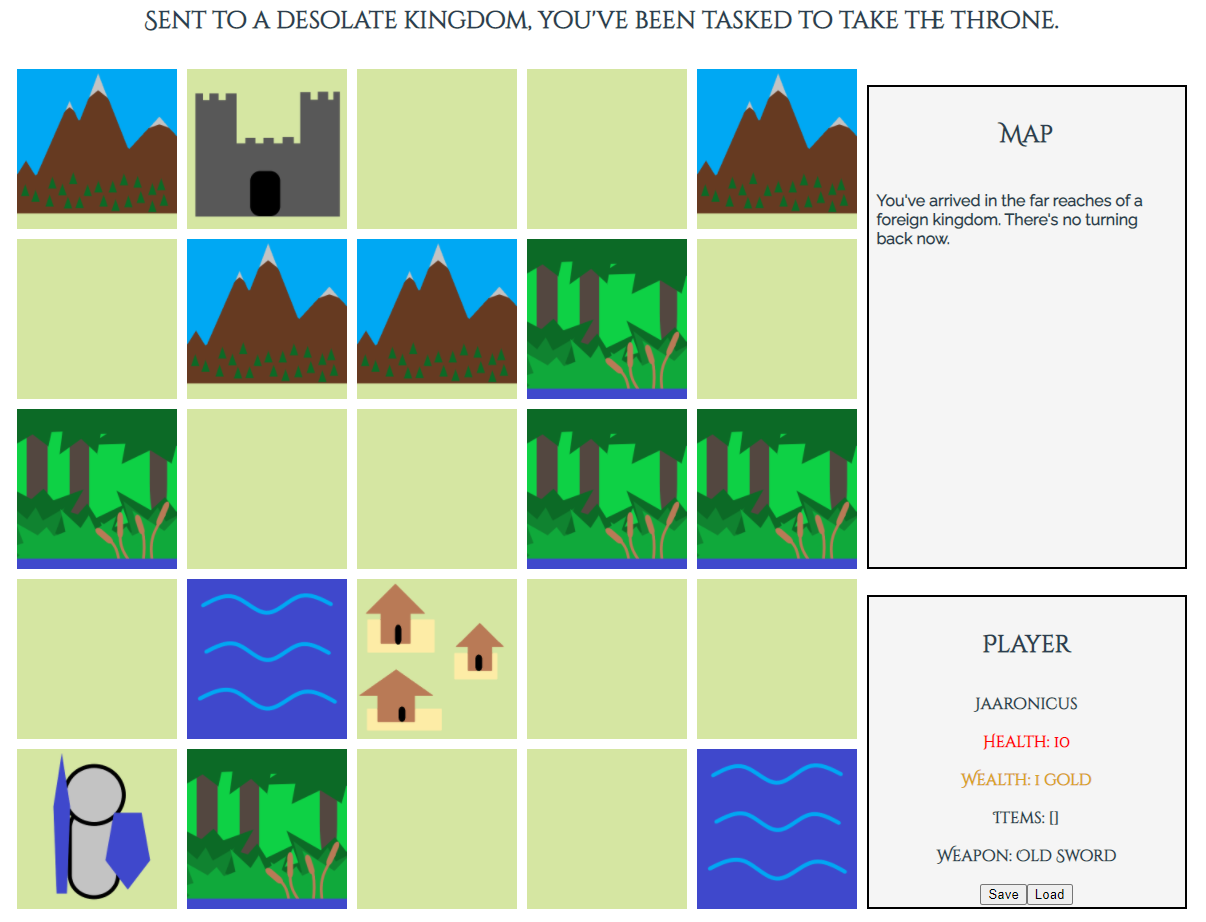 Sent to a desolate kingdom, you've been tasked to take the throne.
Map
You've arrived in the far reaches of a
foreign kingdom. There's no turning
back now.
Player
Jaaronicus
Health: 10
Wealth: 1 gold
Items: []
Weapon: Old Sword
Save Load